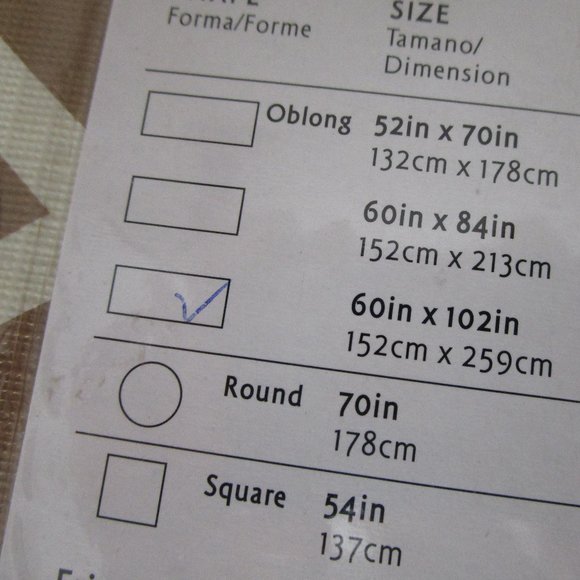 SIZE
Forma/Forme
Tamano/
Dimension
Oblong 52in x 70in
132cm x 178cm
60in x 84in
152cm x 213cm
60in x 102in
152cm x 259cm
Round 70in
178cm
Square 54in
137cm